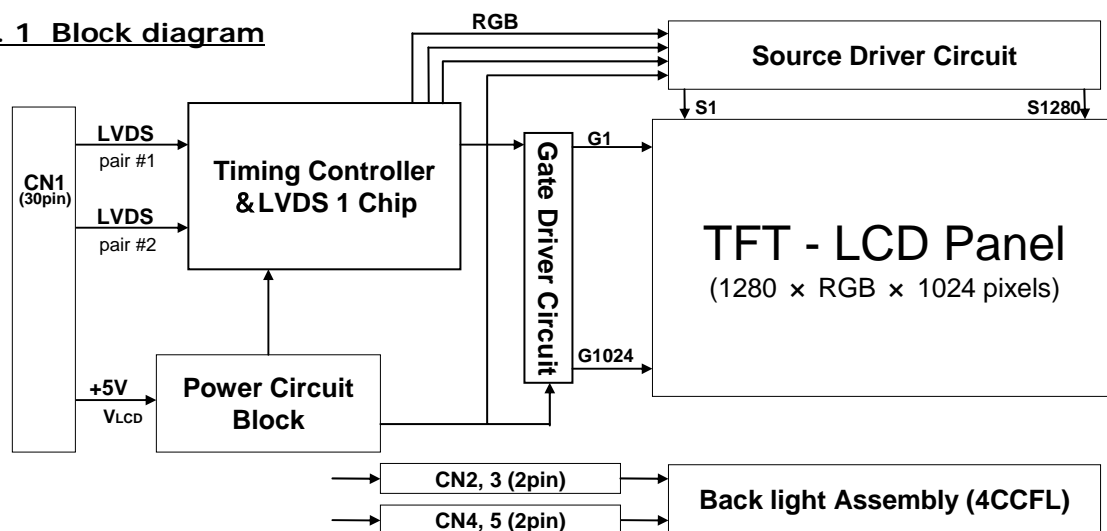 . 1 Block diagram
RGB
Source Driver Circuit
S1
S1280
LVDS
pair #1
CN1
(30pin)
LVDS
pair #2
Timing Controller
&LVDS 1 Chip
Gate Driver Circuit
G1
G1024
TFT - LCD Panel
(1280 × RGB × 1024 pixels)
+5V
VLCD
Power Circuit
Block
CN2, 3 (2pin)
CN4, 5 (2pin)
Back light Assembly (4CCFL)